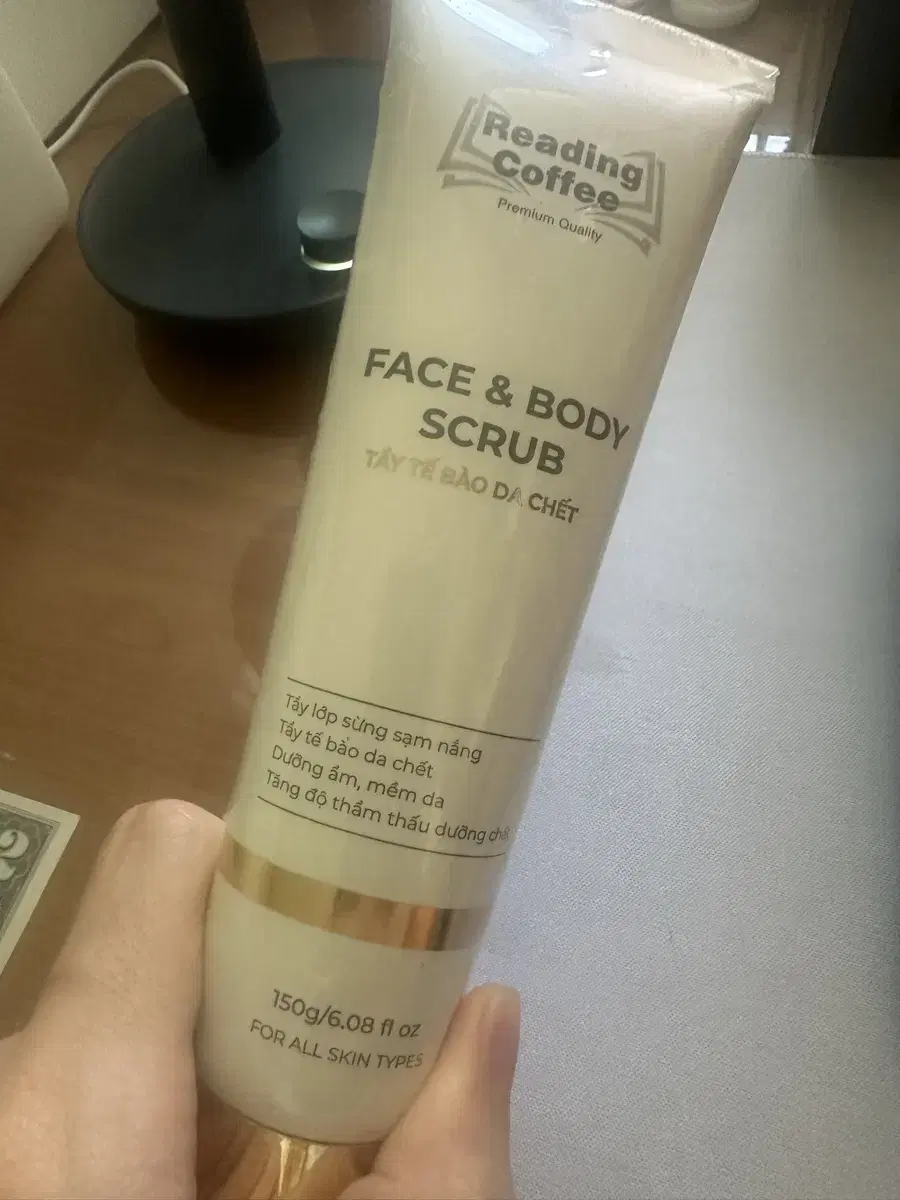 Reading
Coffee
Premium Quality
FACE & BODY
SCRUB
TẨY TẾ BÀO DA CHẾT
Tẩy lớp sừng sạm nắng
Tẩy tế bào da chết
Dưỡng ẩm, mềm da
Tăng độ thẩm thấu dưỡng chất
150g/6.08 fl oz
FOR ALL SKIN TYPES
2